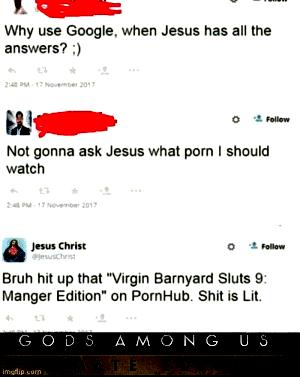 Why use Google, when Jesus has all the
answers? ;)
2:48 PM - 17 November 2017
Follow
Not gonna ask Jesus what porn I should
watch
2:48 PM - 17 November 2017
Jesus Christ
@JesusChrist
Follow
Bruh hit up that "Virgin Barnyard Sluts 9:
Manger Edition" on PornHub. Shit is Lit.
GODS AMONG US
imgflip.com